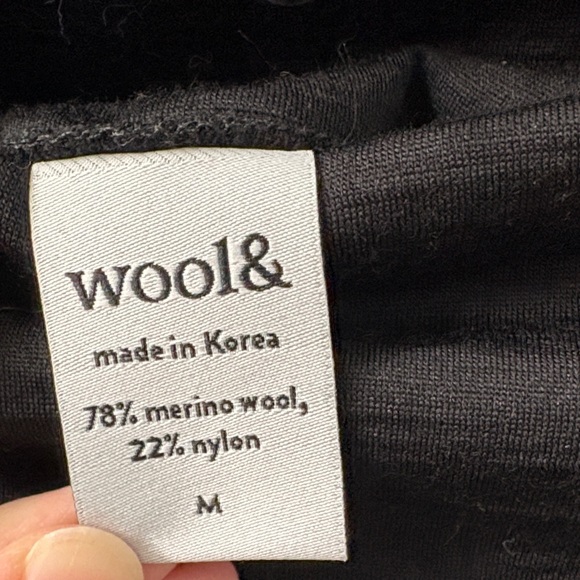 wool&
made in Korea
78% merino wool,
22% nylon
M